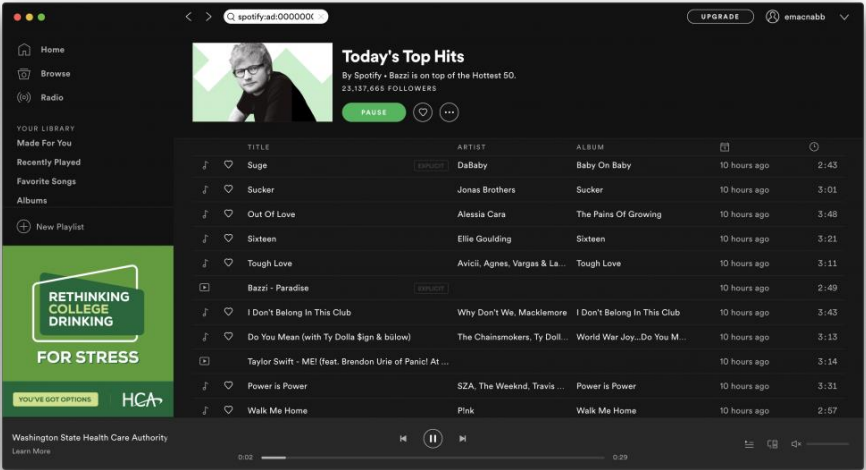 spotify:ad:0000000(
UPGRADE
emacnabb
Home
Browse
Radio
YOUR LIBRARY
Made For You
Recently Played
Favorite Songs
Albums
New Playlist
Today's Top Hits
By Spotify • Bazzi is on top of the Hottest 50.
23,137,665 FOLLOWERS
PAUSE
TITLE ARTIST ALBUM
Suge EXPLICIT DaBaby Baby On Baby 10 hours ago 2:43
Sucker Jonas Brothers Sucker 10 hours ago 3:01
Out Of Love Alessia Cara The Pains Of Growing 10 hours ago 3:48
Sixteen Ellie Goulding Sixteen 10 hours ago 3:21
Tough Love Avicii, Agnes, Vargas & La... Tough Love 10 hours ago 3:11
Bazzi - Paradise EXPLICIT 10 hours ago 2:49
I Don't Belong In This Club Why Don't We, Macklemore I Don't Belong In This Club 10 hours ago 3:43
Do You Mean (with Ty Dolla $ign & bülow) The Chainsmokers, Ty Doll... World War Joy...Do You M... 10 hours ago 3:13
Taylor Swift - ME! (feat. Brendon Urie of Panic! At ... 10 hours ago 3:14
Power is Power SZA, The Weeknd, Travis ... Power is Power 10 hours ago 3:31
Walk Me Home P!nk Walk Me Home 10 hours ago 2:57
RETHINKING
COLLEGE
DRINKING
FOR STRESS
YOU'VE GOT OPTIONS HCA
Washington State Health Care Authority
Learn More
0:02 0:29